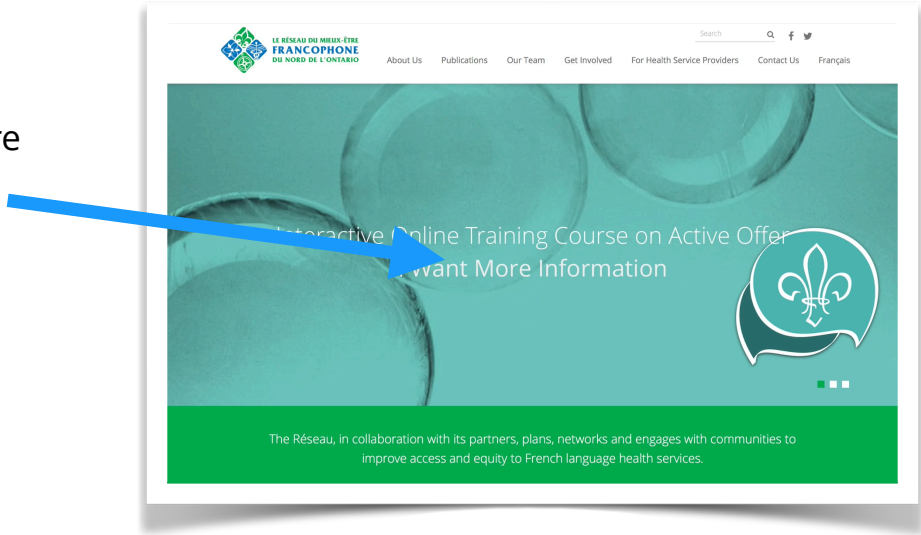 LE RÉSEAU DU MIEUX-ÊTRE
FRANCOPHONE
DU NORD DE L'ONTARIO
Search
About Us Publications Our Team Get Involved For Health Service Providers Contact Us Français
Online Training Course on Active Offer
Want More Information
The Réseau, in collaboration with its partners, plans, networks and engages with communities to
improve access and equity to French language health services.